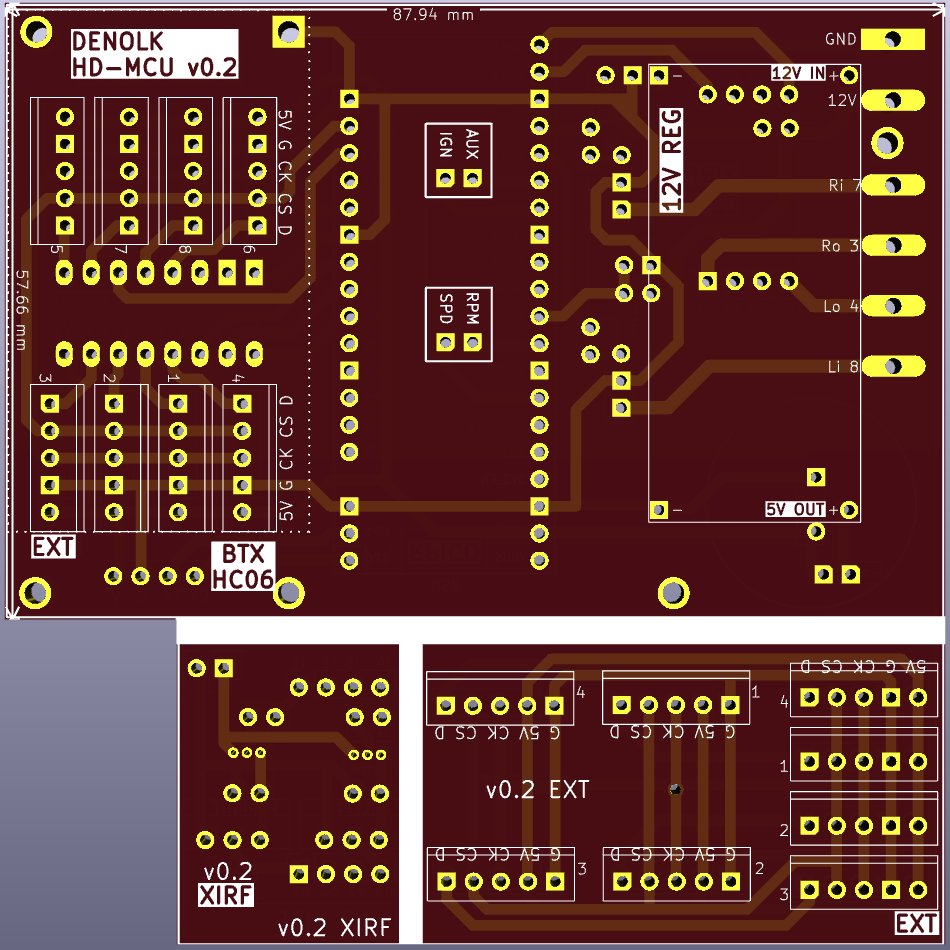 87.94 mm
DENOLK
HD-MCU v0.2
GND
12V IN
-
+
12V
5V G CK CS D
AUX
IGN
12V REG
Ri 7
5
7
8
6
Ro 3
57.66 mm
RPM
SPD
Lo 4
Li 8
3
2
1
4
5V G CK CS D
-
5V OUT
+
EXT
BTX
HC06
5V G CK CS D
4
1
4
G 5V CK CS D
G 5V CK CS D
1
v0.2 EXT
2
G 5V CK CS D
G 5V CK CS D
3
2
3
v0.2
XIRF
v0.2 XIRF
EXT